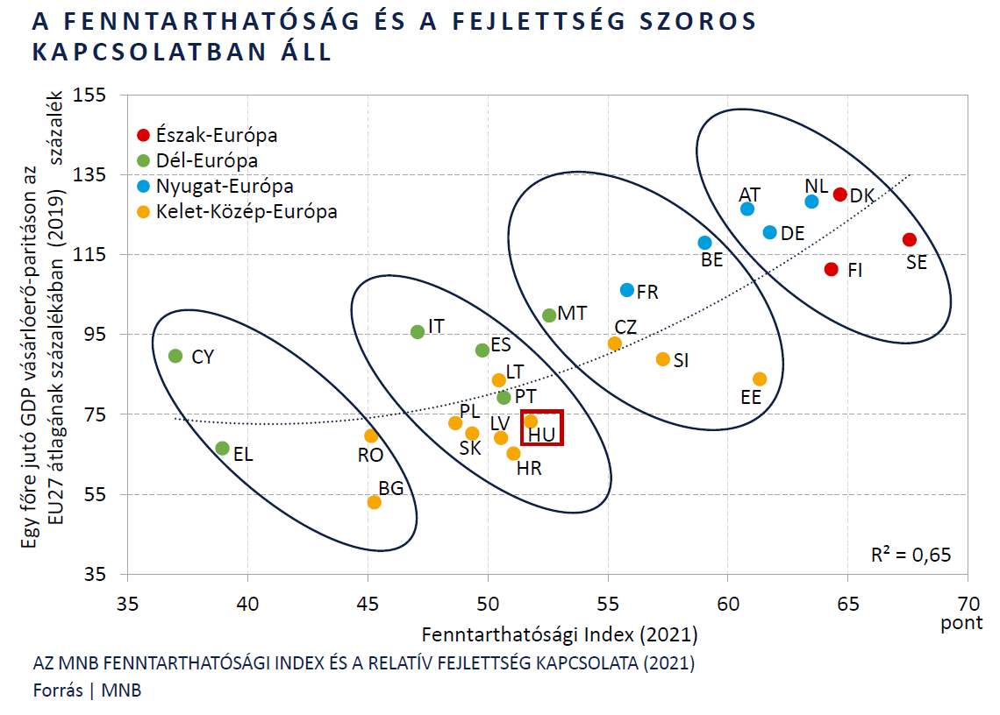 A FENNTARTHATÓSÁG ÉS A FEJLETTSÉG SZOROS
KAPCSOLATBAN ÁLL
Egy főre jutó GDP vásárlóerő-paritáson az
EU27 átlagának százalékában (2019)
százalék
155
135
115
95
75
55
35
Észak-Európa
Dél-Európa
Nyugat-Európa
Kelet-Közép-Európa
AT
NL
DK
DE
SE
BE
FI
FR
MT
CZ
IT
ES
SI
CY
LT
EE
PT
PL
LV
HU
SK
RO
EL
HR
BG
R² = 0,65
35
40
45
50
55
60
65
70
pont
Fenntarthatósági Index (2021)
AZ MNB FENNTARTHATÓSÁGI INDEX ÉS A RELATÍV FEJLETTSÉG KAPCSOLATA (2021)
Forrás | MNB